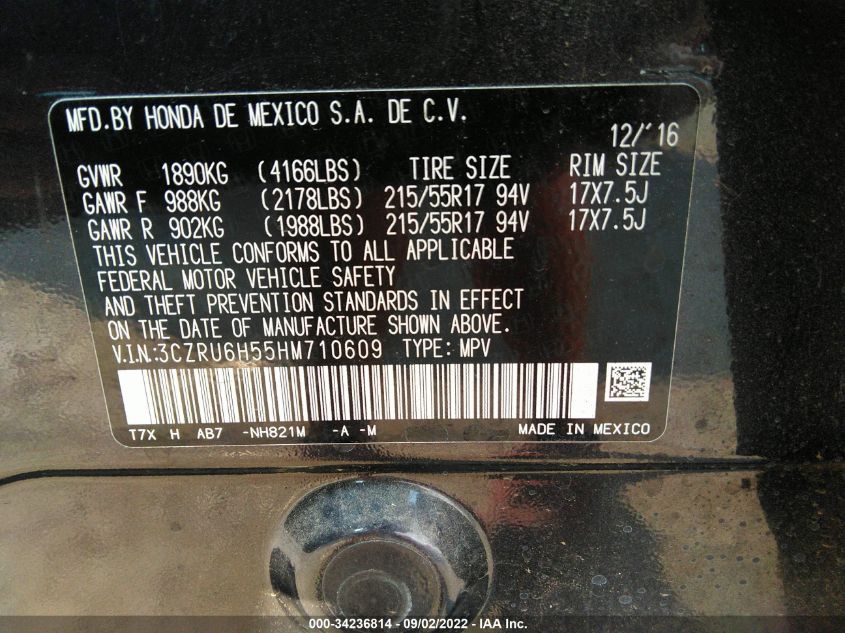 MFD.BY HONDA DE MEXICO S.A. DE C.V.
12/'16
GVWR 1890KG (4166LBS) TIRE SIZE RIM SIZE
GAWR F 988KG (2178LBS) 215/55R17 94V 17X7.5J
GAWR R 902KG (1988LBS) 215/55R17 94V 17X7.5J
THIS VEHICLE CONFORMS TO ALL APPLICABLE
FEDERAL MOTOR VEHICLE SAFETY
AND THEFT PREVENTION STANDARDS IN EFFECT
ON THE DATE OF MANUFACTURE SHOWN ABOVE.
V.I.N.:3CZRU6H55HM710609 TYPE: MPV
T7X H AB7 -NH821M -A -M MADE IN MEXICO
000-34236814 - 09/02/2022 - IAA Inc.